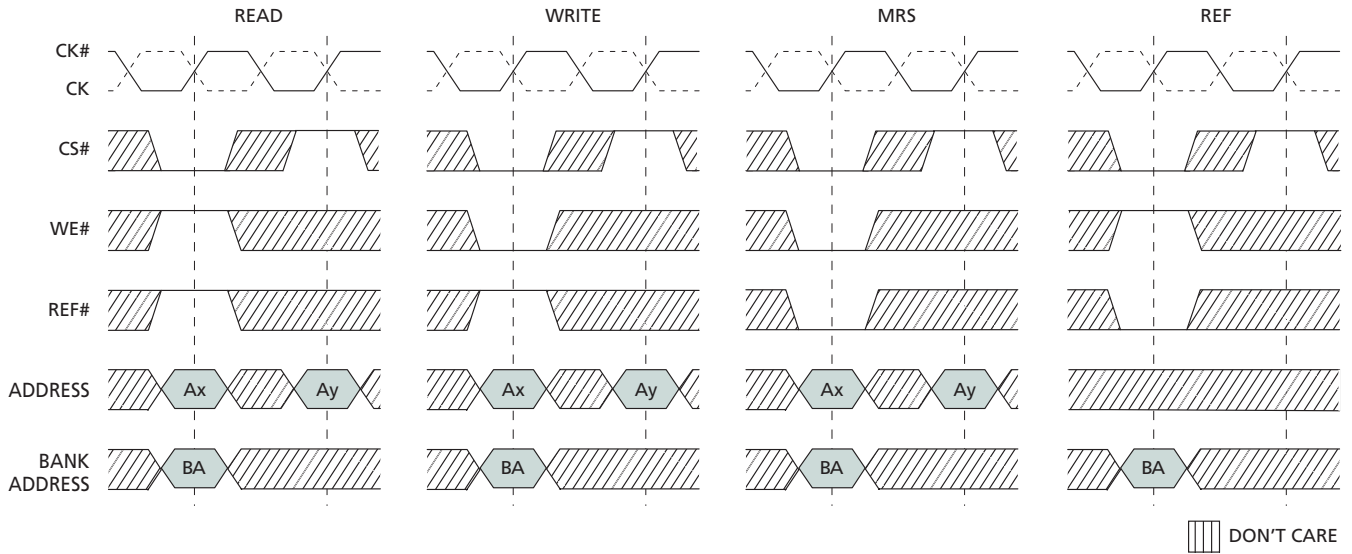 READ WRITE MRS REF
CK#
CK
CS#
WE#
REF#
ADDRESS Ax Ay Ax Ay Ax Ay
BANK
ADDRESS BA BA BA BA
DON'T CARE